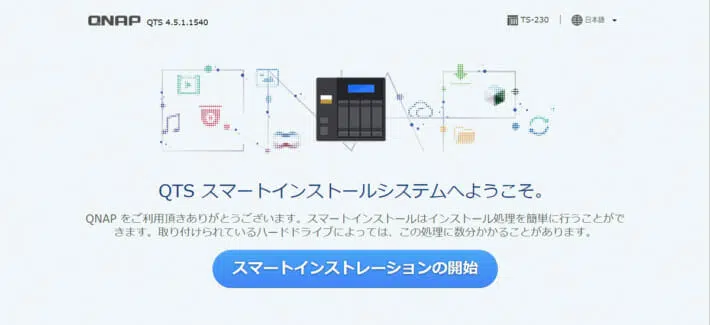 QNAP QTS 4.5.1.1540 TS-230 | 日本語
QTS スマートインストールシステムへようこそ。
QNAP をご利用頂きありがとうございます。スマートインストールはインストール処理を簡単に行うことがで
きます。取り付けられているハードドライブによっては、この処理に数分かかることがあります。
スマートインストレーションの開始